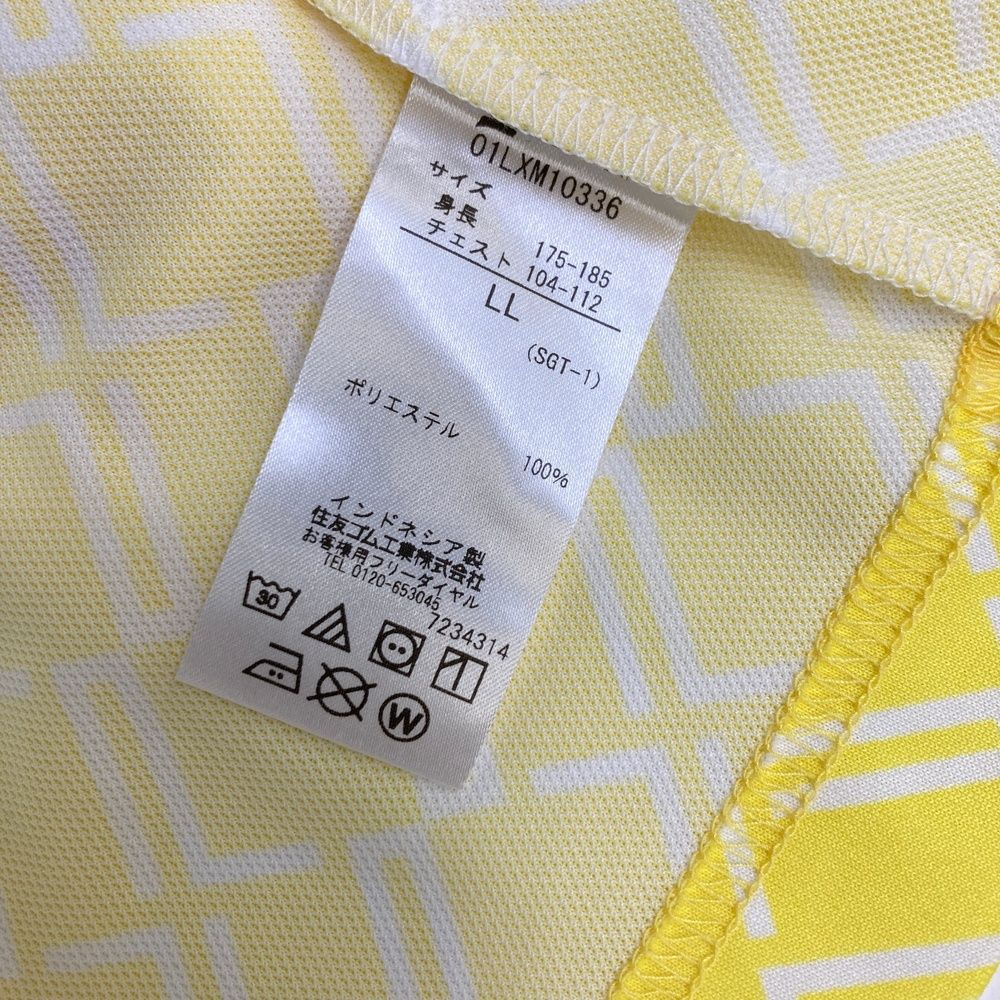 01LXM10336
サイズ
身長 175-185
チェスト 104-112
LL
(SGT-1)
ポリエステル
100%
インドネシア製
住友ゴム工業株式会社
お客様用フリーダイヤル
TEL 0120-653045
7234314
30
W